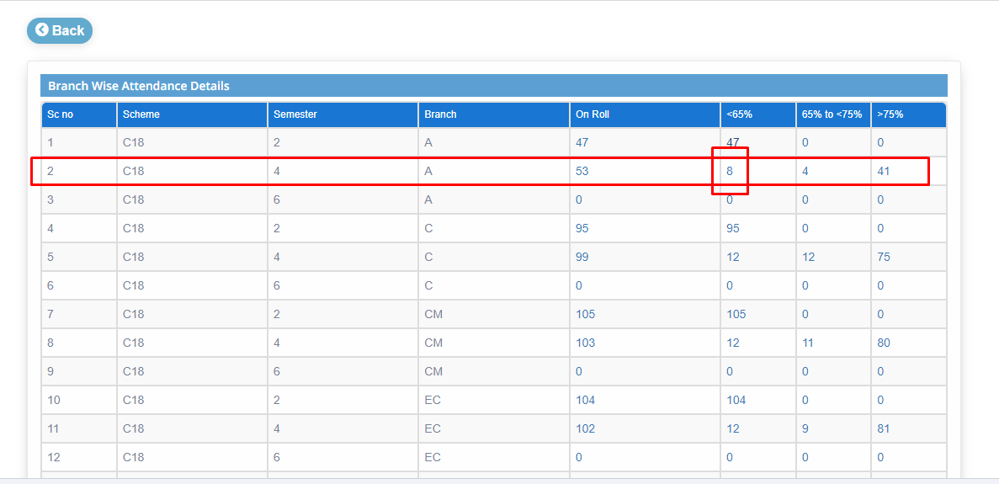 Back
Branch Wise Attendance Details
Sc no Scheme Semester Branch On Roll <65% 65% to <75% >75%
1 C18 2 A 47 47 0 0
2 C18 4 A 53 8 4 41
3 C18 6 A 0 0 0 0
4 C18 2 C 95 95 0 0
5 C18 4 C 99 12 12 75
6 C18 6 C 0 0 0 0
7 C18 2 CM 105 105 0 0
8 C18 4 CM 103 12 11 80
9 C18 6 CM 0 0 0 0
10 C18 2 EC 104 104 0 0
11 C18 4 EC 102 12 9 81
12 C18 6 EC 0 0 0 0